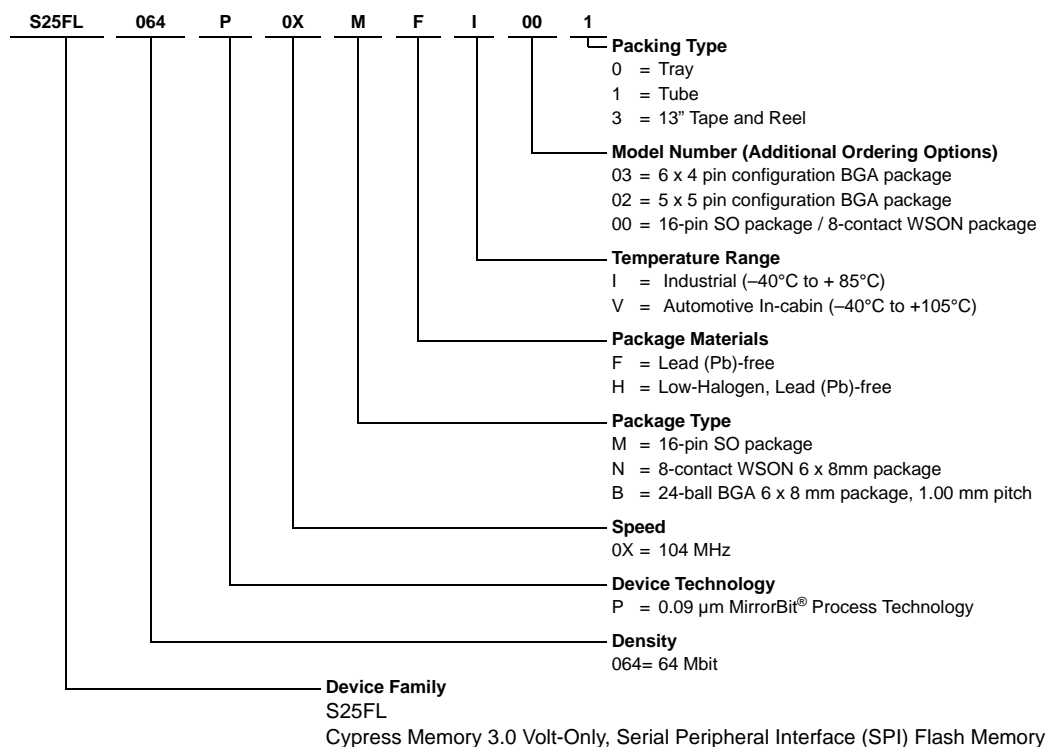 S25FL 064 P 0X M F I 00 1
Packing Type
0 = Tray
1 = Tube
3 = 13” Tape and Reel
Model Number (Additional Ordering Options)
03 = 6 x 4 pin configuration BGA package
02 = 5 x 5 pin configuration BGA package
00 = 16-pin SO package / 8-contact WSON package
Temperature Range
I = Industrial (–40°C to + 85°C)
V = Automotive In-cabin (–40°C to +105°C)
Package Materials
F = Lead (Pb)-free
H = Low-Halogen, Lead (Pb)-free
Package Type
M = 16-pin SO package
N = 8-contact WSON 6 x 8mm package
B = 24-ball BGA 6 x 8 mm package, 1.00 mm pitch
Speed
0X = 104 MHz
Device Technology
P = 0.09 µm MirrorBit® Process Technology
Density
064= 64 Mbit
Device Family
S25FL
Cypress Memory 3.0 Volt-Only, Serial Peripheral Interface (SPI) Flash Memory